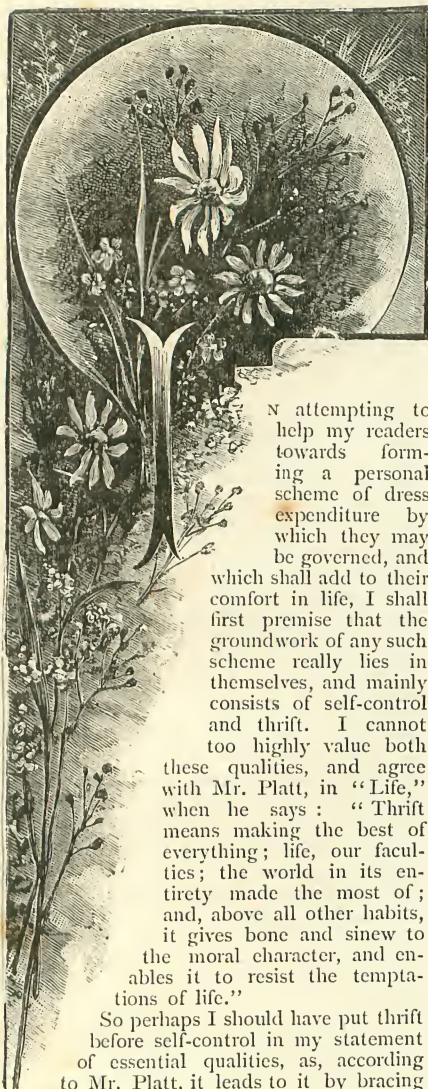 IN attempting to
help my readers
towards form-
ing a personal
scheme of dress
expenditure by
which they may
be governed, and
which shall add to their
comfort in life, I shall
first premise that the
groundwork of any such
scheme really lies in
themselves, and mainly
consists of self-control
and thrift. I cannot
too highly value both
these qualities, and agree
with Mr. Platt, in “Life,”
when he says : “Thrift
means making the best of
everything; life, our facul-
ties; the world in its en-
tirety made the most of;
and, above all other habits,
it gives bone and sinew to
the moral character, and en-
ables it to resist the tempta-
tions of life.”
So perhaps I should have put thrift
before self-control in my statement
of essential qualities, as, according
to Mr. Platt, it leads to it by bracing